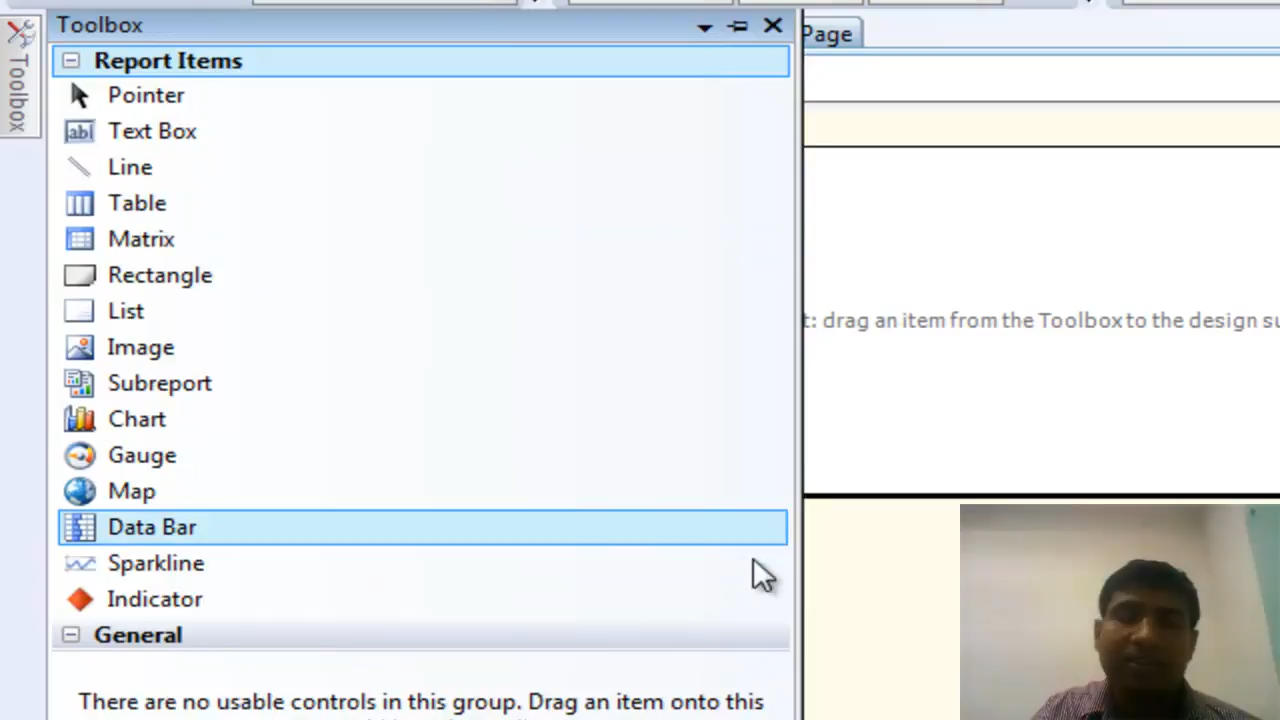 Toolbox
Page
Toolbox
Report Items
Pointer
Text Box
Line
Table
Matrix
Rectangle
List
Image
t: drag an item from the Toolbox to the design su
Subreport
Chart
Gauge
Map
Data Bar
Sparkline
Indicator
General
There are no usable controls in this group. Drag an item onto this